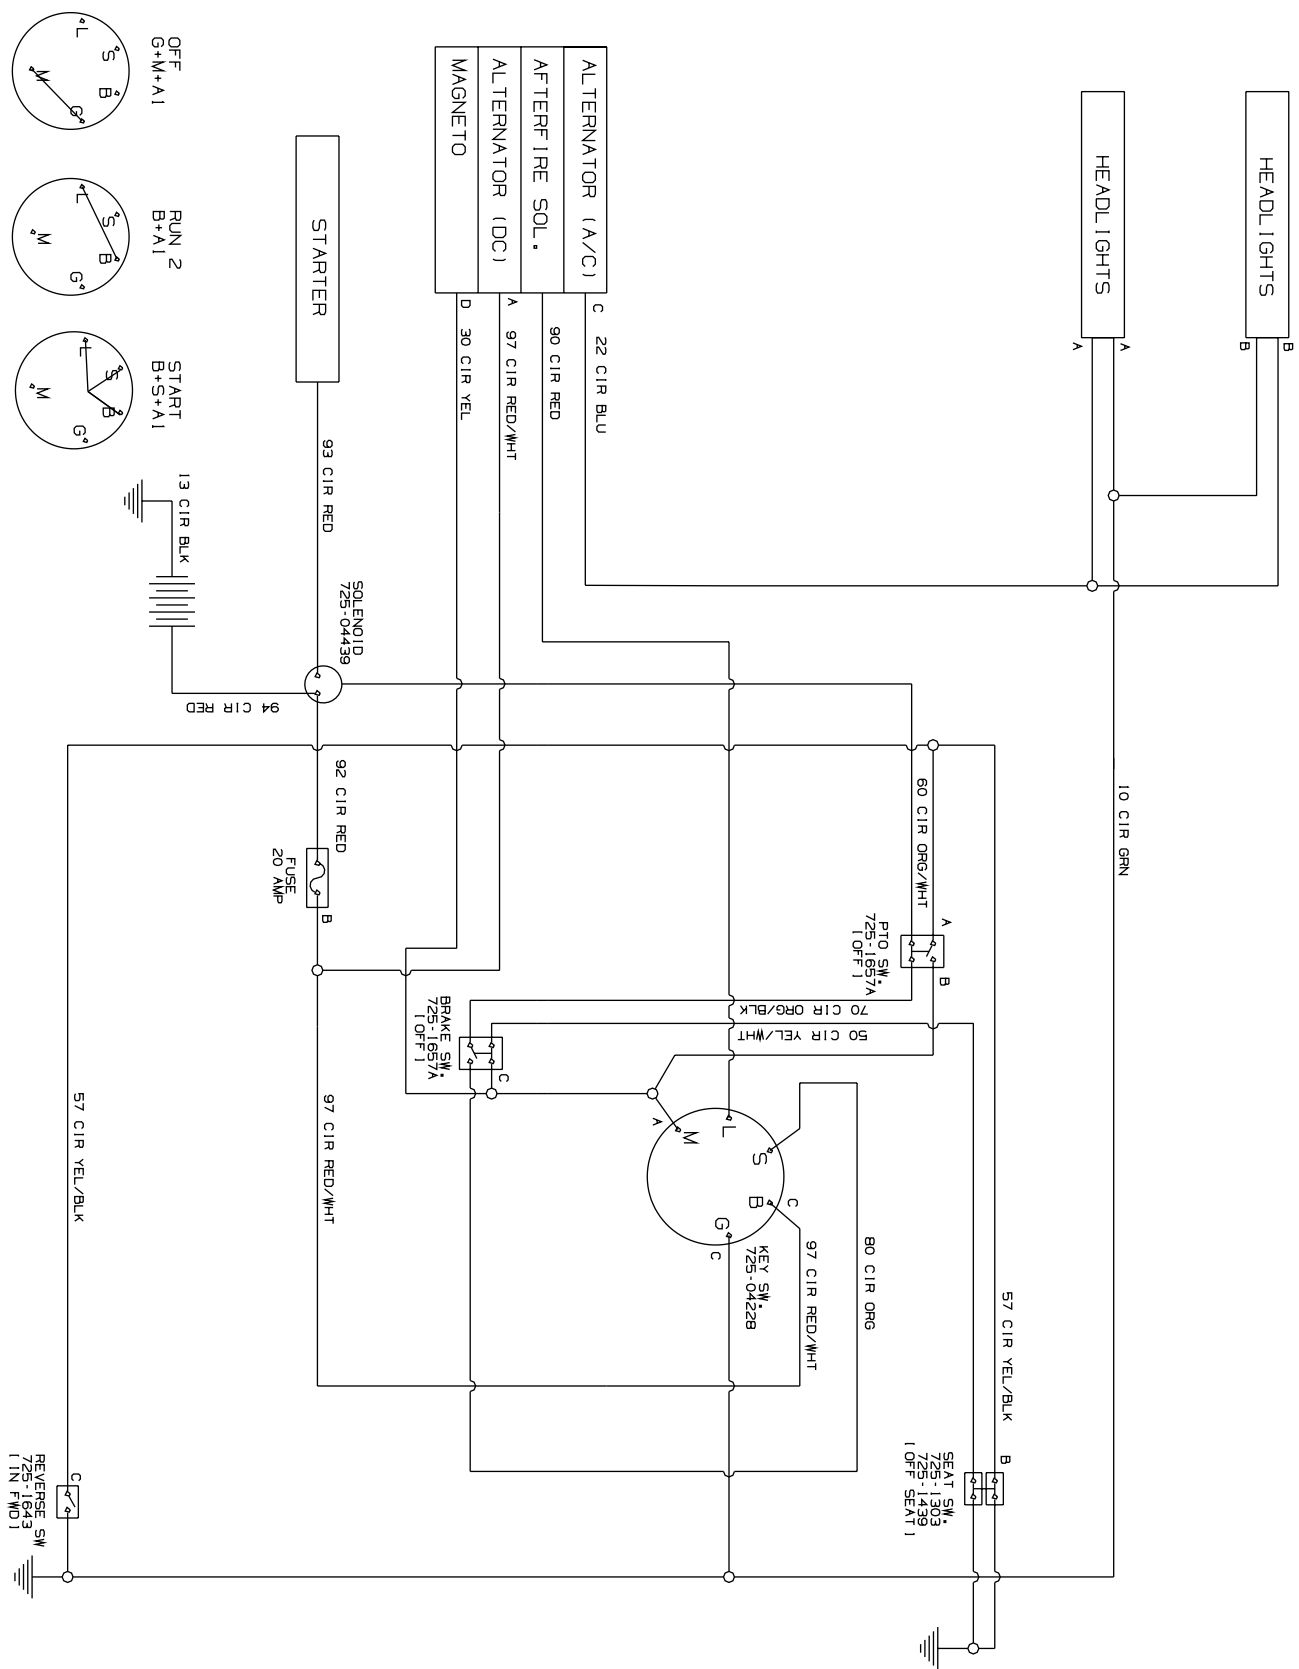 HEADLIGHTS
B
B
HEADLIGHTS
A
A
10 CIR GRN
57 CIR YEL/BLK
B
SEAT SW.
725-1303
725-1439
[OFF SEAT]
A
B
60 CIR ORG/WHT
PTO SW.
725-1657A
[OFF]
70 CIR ORG/BLK
50 CIR YEL/WHT
80 CIR ORG
97 CIR RED/WHT
C
L
S
B
M
G
A
C
KEY SW.
725-04228
ALTERNATOR (A/C)
AFTERFIRE SOL.
ALTERNATOR (DC)
MAGNETO
C 22 CIR BLU
90 CIR RED
A 97 CIR RED/WHT
D 30 CIR YEL
C
BRAKE SW.
725-1657A
[OFF]
STARTER
93 CIR RED
SOLENOID
725-04439
92 CIR RED
B
FUSE
20 AMP
97 CIR RED/WHT
94 CIR RED
13 CIR BLK
57 CIR YEL/BLK
C
REVERSE SW
725-1643
[IN FWD]
OFF
G+M+A1
L
S
B
M
G
RUN 2
B+A1
L
S
B
M
G
START
B+S+A1
L
S
B
M
G